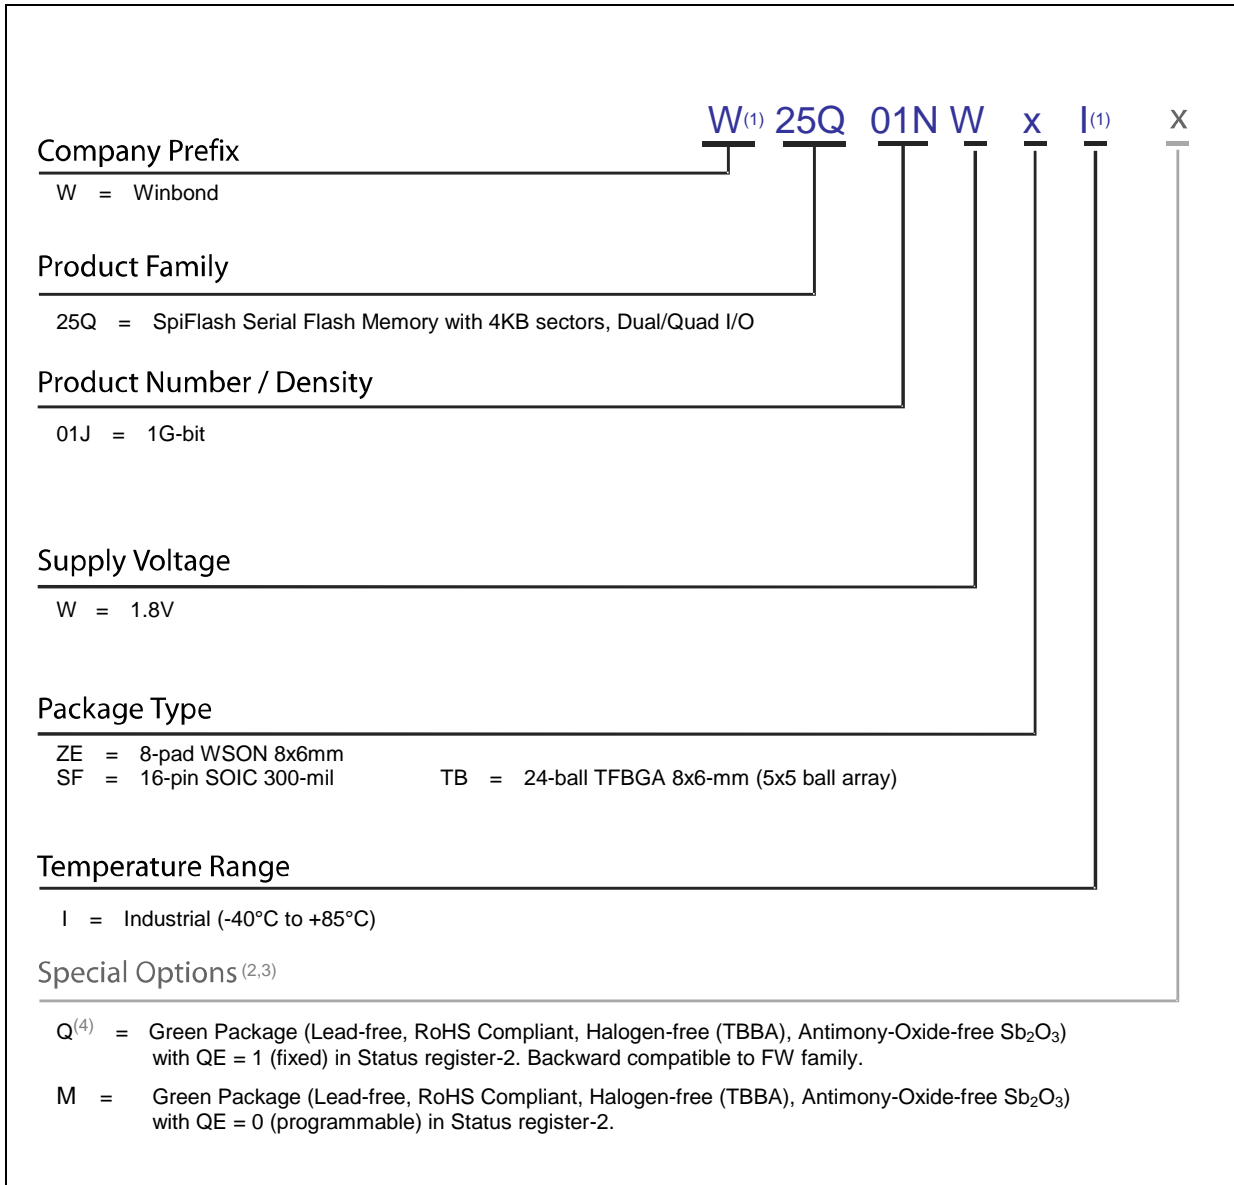 W(1) 25Q 01N W x I(1) x
Company Prefix
W = Winbond
Product Family
25Q = SpiFlash Serial Flash Memory with 4KB sectors, Dual/Quad I/O
Product Number / Density
01J = 1G-bit
Supply Voltage
W = 1.8V
Package Type
ZE = 8-pad WSON 8x6mm
SF = 16-pin SOIC 300-mil TB = 24-ball TFBGA 8x6-mm (5x5 ball array)
Temperature Range
I = Industrial (-40°C to +85°C)
Special Options (2,3)
Q(4) = Green Package (Lead-free, RoHS Compliant, Halogen-free (TBBA), Antimony-Oxide-free Sb2O3)
with QE = 1 (fixed) in Status register-2. Backward compatible to FW family.
M = Green Package (Lead-free, RoHS Compliant, Halogen-free (TBBA), Antimony-Oxide-free Sb2O3)
with QE = 0 (programmable) in Status register-2.